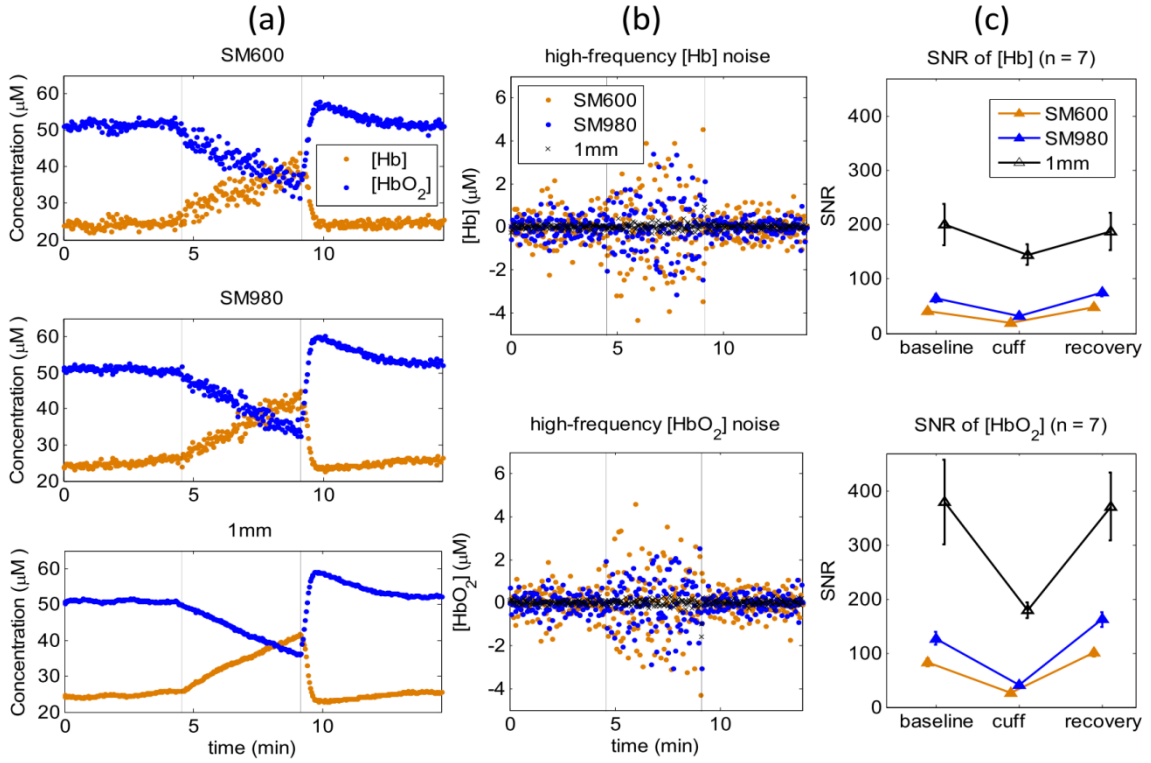 (a)
SM600
Concentration (μM)
60
50
40
30
20
0
5
10
[Hb]
[HbO2]
SM980
Concentration (μM)
60
50
40
30
20
0
5
10
1mm
Concentration (μM)
60
50
40
30
20
0
5
10
time (min)
(b)
high-frequency [Hb] noise
[Hb] (μM)
6
4
2
0
-2
-4
0
5
10
SM600
SM980
1mm
high-frequency [HbO2] noise
[HbO2] (μM)
6
4
2
0
-2
-4
0
5
10
time (min)
(c)
SNR of [Hb] (n = 7)
SNR
400
300
200
100
0
baseline cuff recovery
SM600
SM980
1mm
SNR of [HbO2] (n = 7)
SNR
400
300
200
100
0
baseline cuff recovery